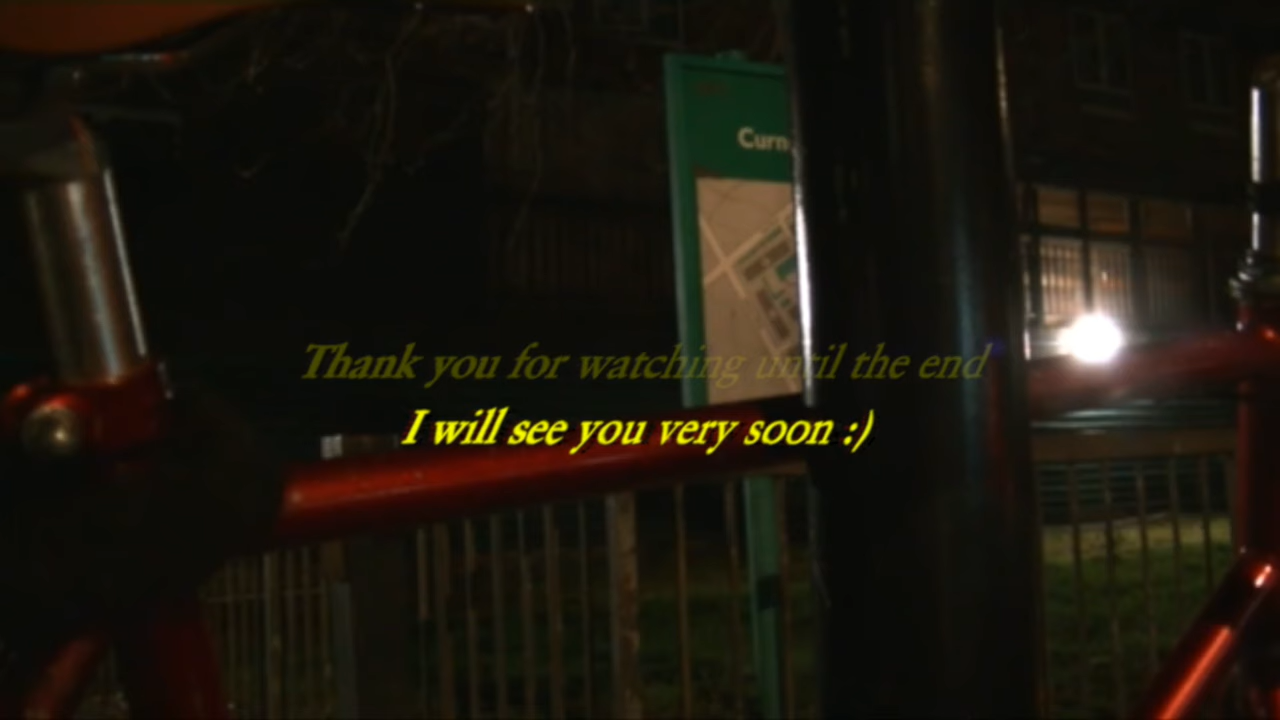 Curn
Thank you for watching until the end
I will see you very soon :)